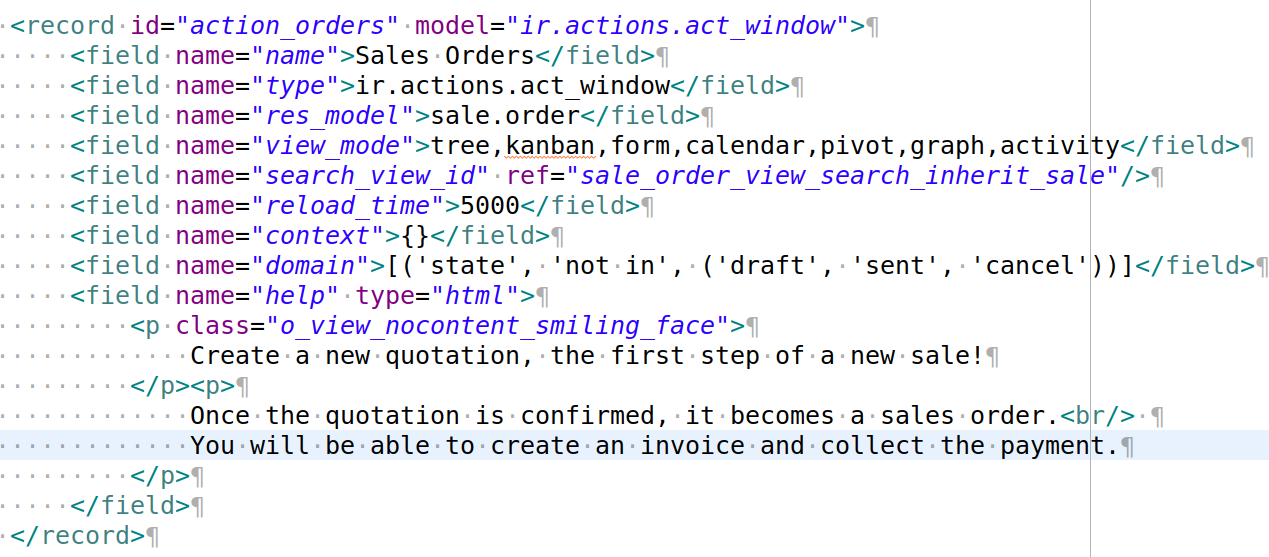 <record id="action_orders" model="ir.actions.act_window">
<field name="name">Sales Orders</field>
<field name="type">ir.actions.act_window</field>
<field name="res_model">sale.order</field>
<field name="view_mode">tree,kanban,form,calendar,pivot,graph,activity</field>
<field name="search_view_id" ref="sale_order_view_search_inherit_sale"/>
<field name="reload_time">5000</field>
<field name="context">{}</field>
<field name="domain">[('state', 'not in', ('draft', 'sent', 'cancel'))]</field>
<field name="help" type="html">
<p class="o_view_nocontent_smiling_face">
Create a new quotation, the first step of a new sale!
</p><p>
Once the quotation is confirmed, it becomes a sales order.<br/>
You will be able to create an invoice and collect the payment.
</p>
</field>
</record>